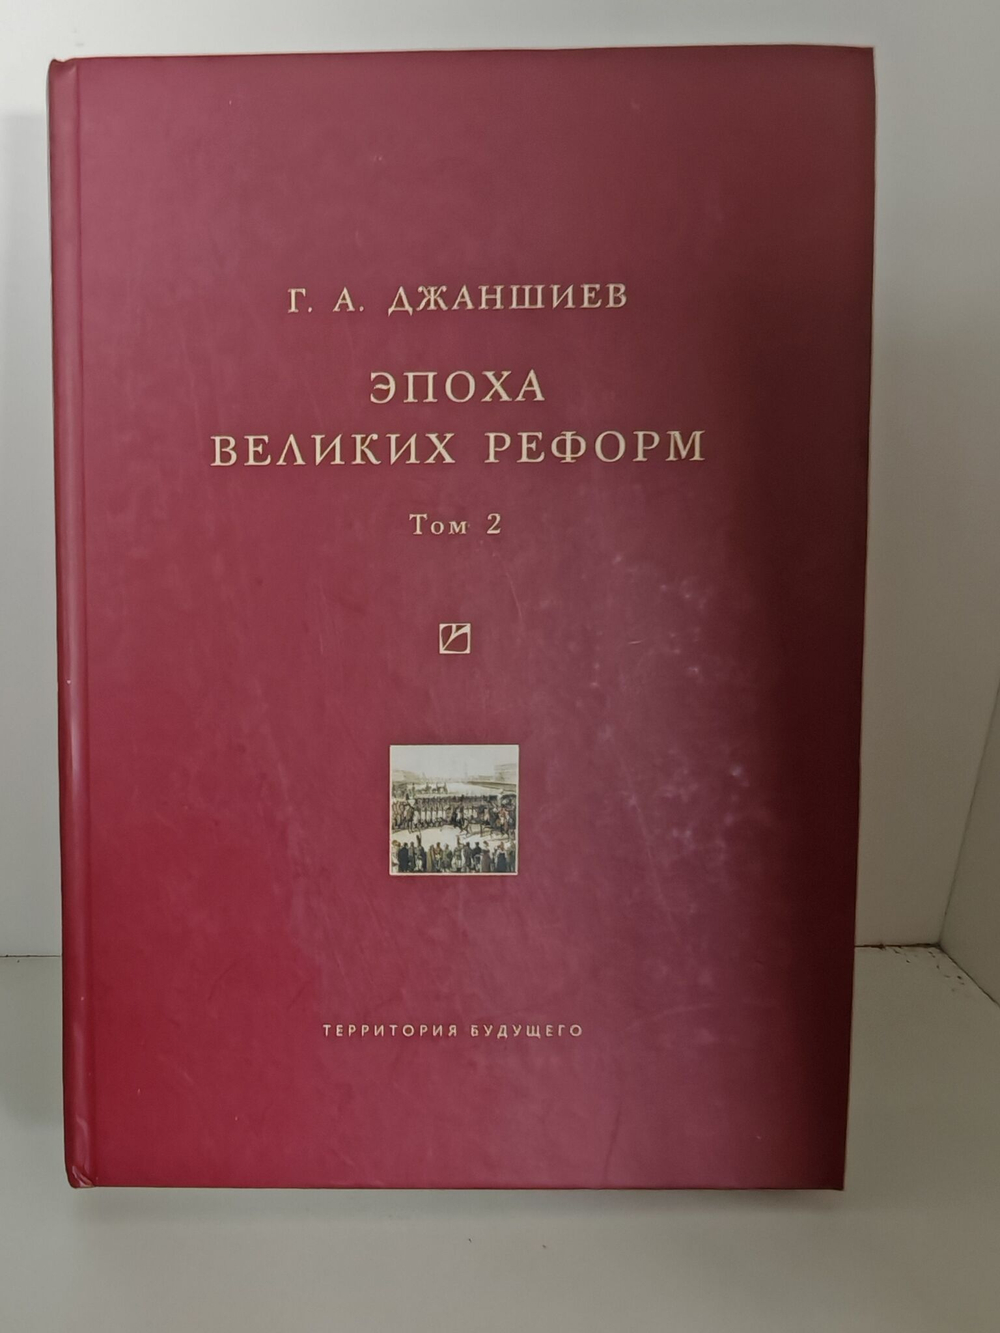 Г. А. ДЖАНШИЕВ
ЭПОХА
ВЕЛИКИХ РЕФОРМ
Том 2
ТЕРРИТОРИЯ БУДУЩЕГО